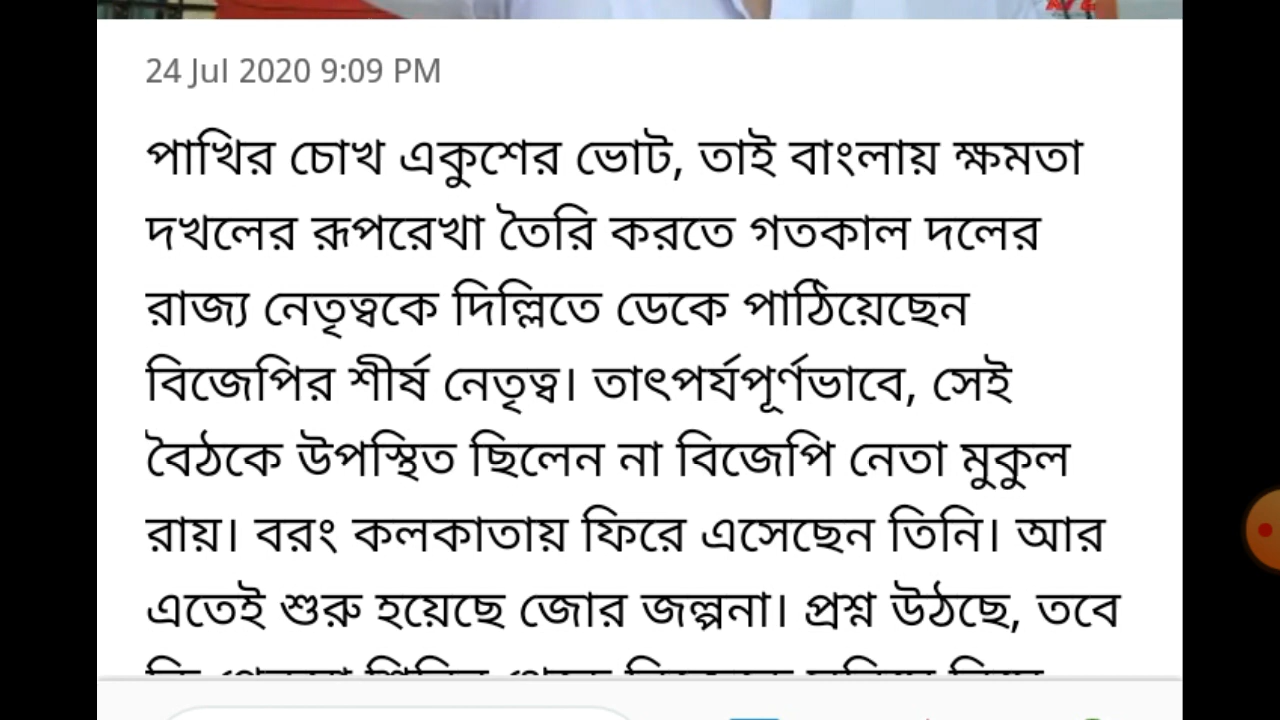 24 Jul 2020 9:09 PM
পাখির চোখ একুশের ভোট, তাই বাংলায় ক্ষমতা
দখলের রূপরেখা তৈরি করতে গতকাল দলের
রাজ্য নেতৃত্বকে দিল্লিতে ডেকে পাঠিয়েছেন
বিজেপির শীর্ষ নেতৃত্ব। তাৎপর্যপূর্ণভাবে, সেই
বৈঠকে উপস্থিত ছিলেন না বিজেপি নেতা মুকুল
রায়। বরং কলকাতায় ফিরে এসেছেন তিনি। আর
এতেই শুরু হয়েছে জোর জল্পনা। প্রশ্ন উঠছে, তবে